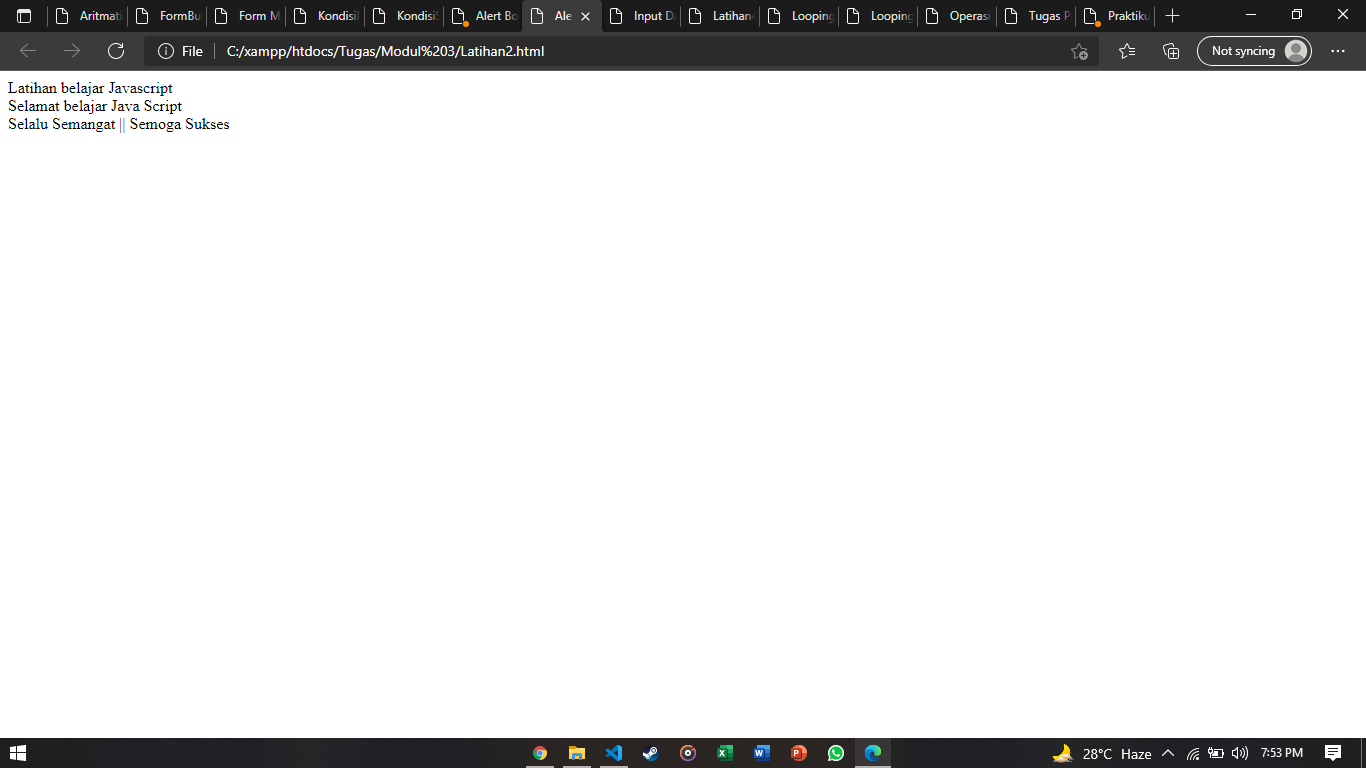 Aritmati FormBu Form M Kondisi Kondisi Alert Bo Ale Input D Latihan Looping Looping Operasi Tugas P Praktiku
File C:/xampp/htdocs/Tugas/Modul%203/Latihan2.html Not syncing
Latihan belajar Javascript
Selamat belajar Java Script
Selalu Semangat || Semoga Sukses
28°C Haze 7:53 PM